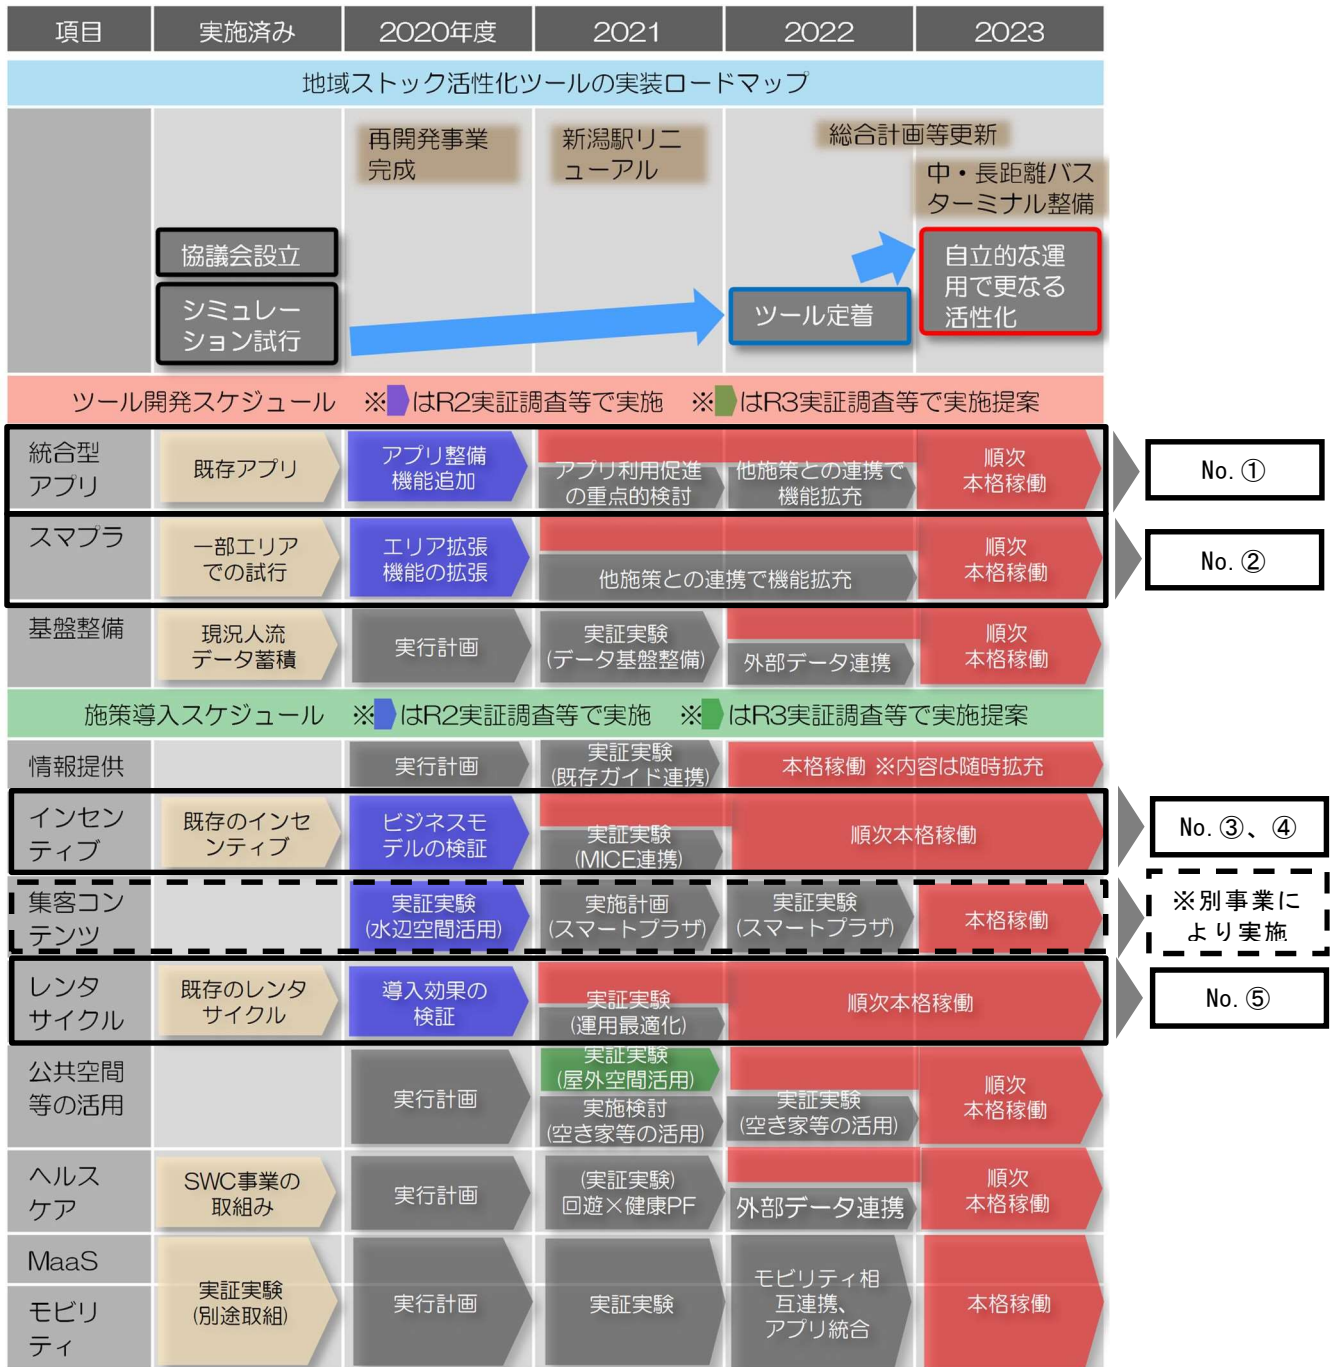 項目 実施済み 2020年度 2021 2022 2023
地域ストック活性化ツールの実装ロードマップ
再開発事業
完成
新潟駅リニ
ューアル
総合計画等更新
中・長距離バス
ターミナル整備
協議会設立
シミュレー
ション試行
ツール定着
自立的な運
用で更なる
活性化
ツール開発スケジュール ※はR2実証調査等で実施 ※はR3実証調査等で実施提案
統合型
アプリ
既存アプリ
アプリ整備
機能追加
アプリ利用促進
の重点的検討
他施策との連携で
機能拡充
順次
本格稼働
No.①
スマプラ
一部エリア
での試行
エリア拡張
機能の拡張
他施策との連携で機能拡充
順次
本格稼働
No.②
基盤整備
現況人流
データ蓄積
実行計画
実証実験
(データ基盤整備)
外部データ連携
順次
本格稼働
施策導入スケジュール ※はR2実証調査等で実施 ※はR3実証調査等で実施提案
情報提供
実行計画
実証実験
(既存ガイド連携)
本格稼働 ※内容は随時拡充
インセン
ティブ
既存のインセ
ンティブ
ビジネスモ
デルの検証
実証実験
(MICE連携)
順次本格稼働
No.③、④
集客コン
テンツ
実証実験
(水辺空間活用)
実施計画
(スマートプラザ)
実証実験
(スマートプラザ)
本格稼働
※別事業に
より実施
レンタ
サイクル
既存のレンタ
サイクル
導入効果の
検証
実証実験
(運用最適化)
順次本格稼働
No.⑤
公共空間
等の活用
実行計画
実証実験
(屋外空間活用)
実施検討
(空き家等の活用)
実証実験
(空き家等の活用)
順次
本格稼働
ヘルス
ケア
SWC事業の
取組み
実行計画
(実証実験)
回遊×健康PF
外部データ連携
順次
本格稼働
MaaS
モビリ
ティ
実証実験
(別途取組)
実行計画
実証実験
モビリティ相
互連携、
アプリ統合
本格稼働